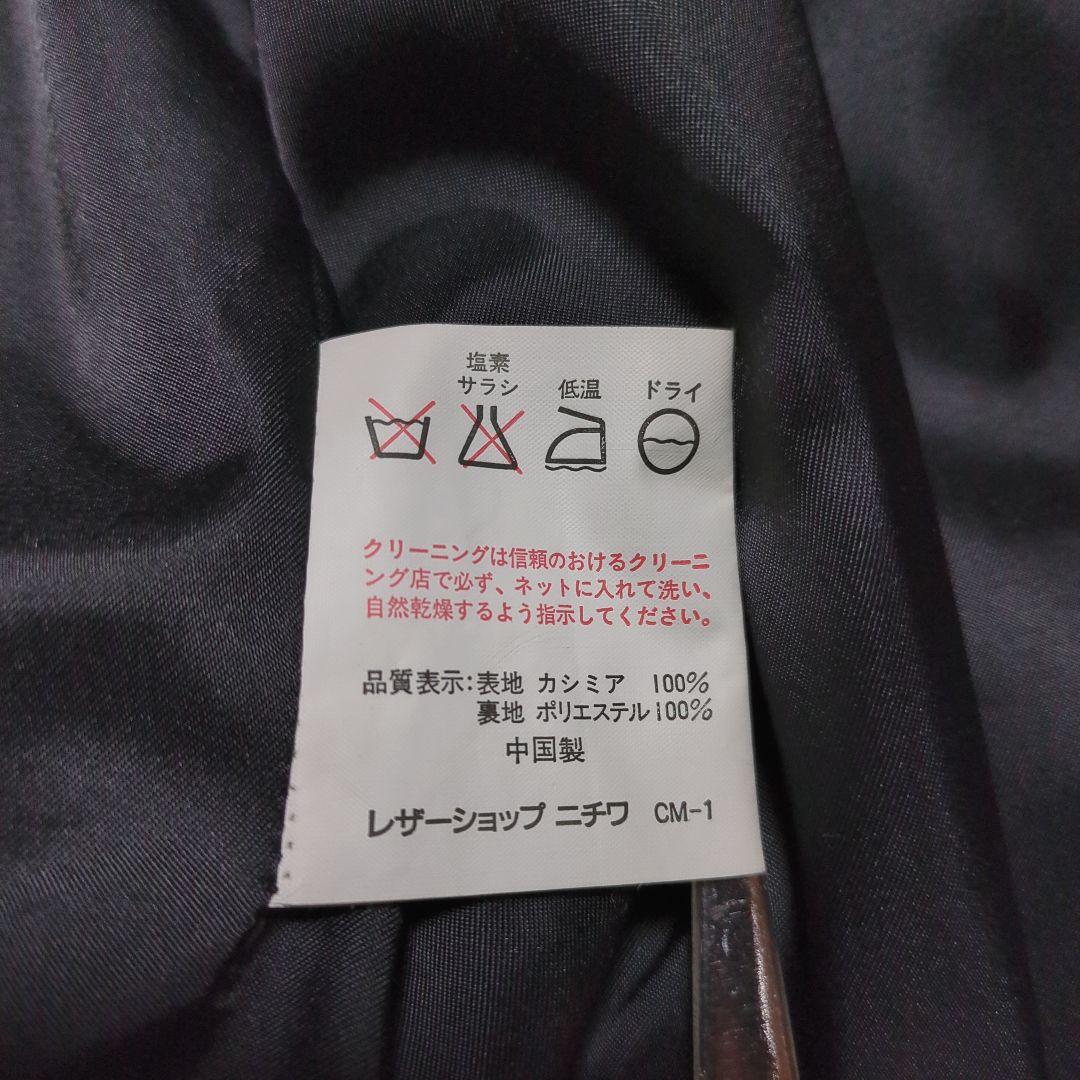 塩素
サラシ 低温 ドライ
クリーニングは信頼のおけるクリーニ
ング店で必ず、ネットに入れて洗い、
自然乾燥するよう指示してください。
品質表示:表地 カシミア 100%
裏地 ポリエステル100%
中国製
レザーショップ ニチワ CM-1